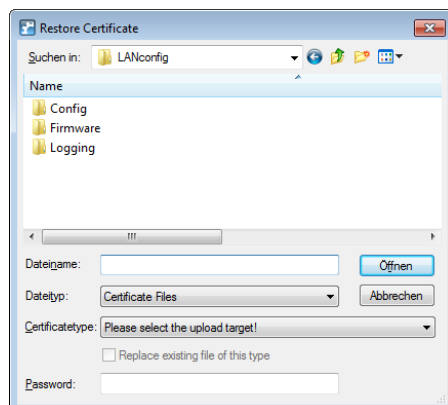 Restore Certificate
Suchen in: LANconfig
Name
Config
Firmware
Logging
Dateiname: Öffnen
Dateityp: Certificate Files Abbrechen
Certificatetype: Please select the upload target!
Replace existing file of this type
Password: